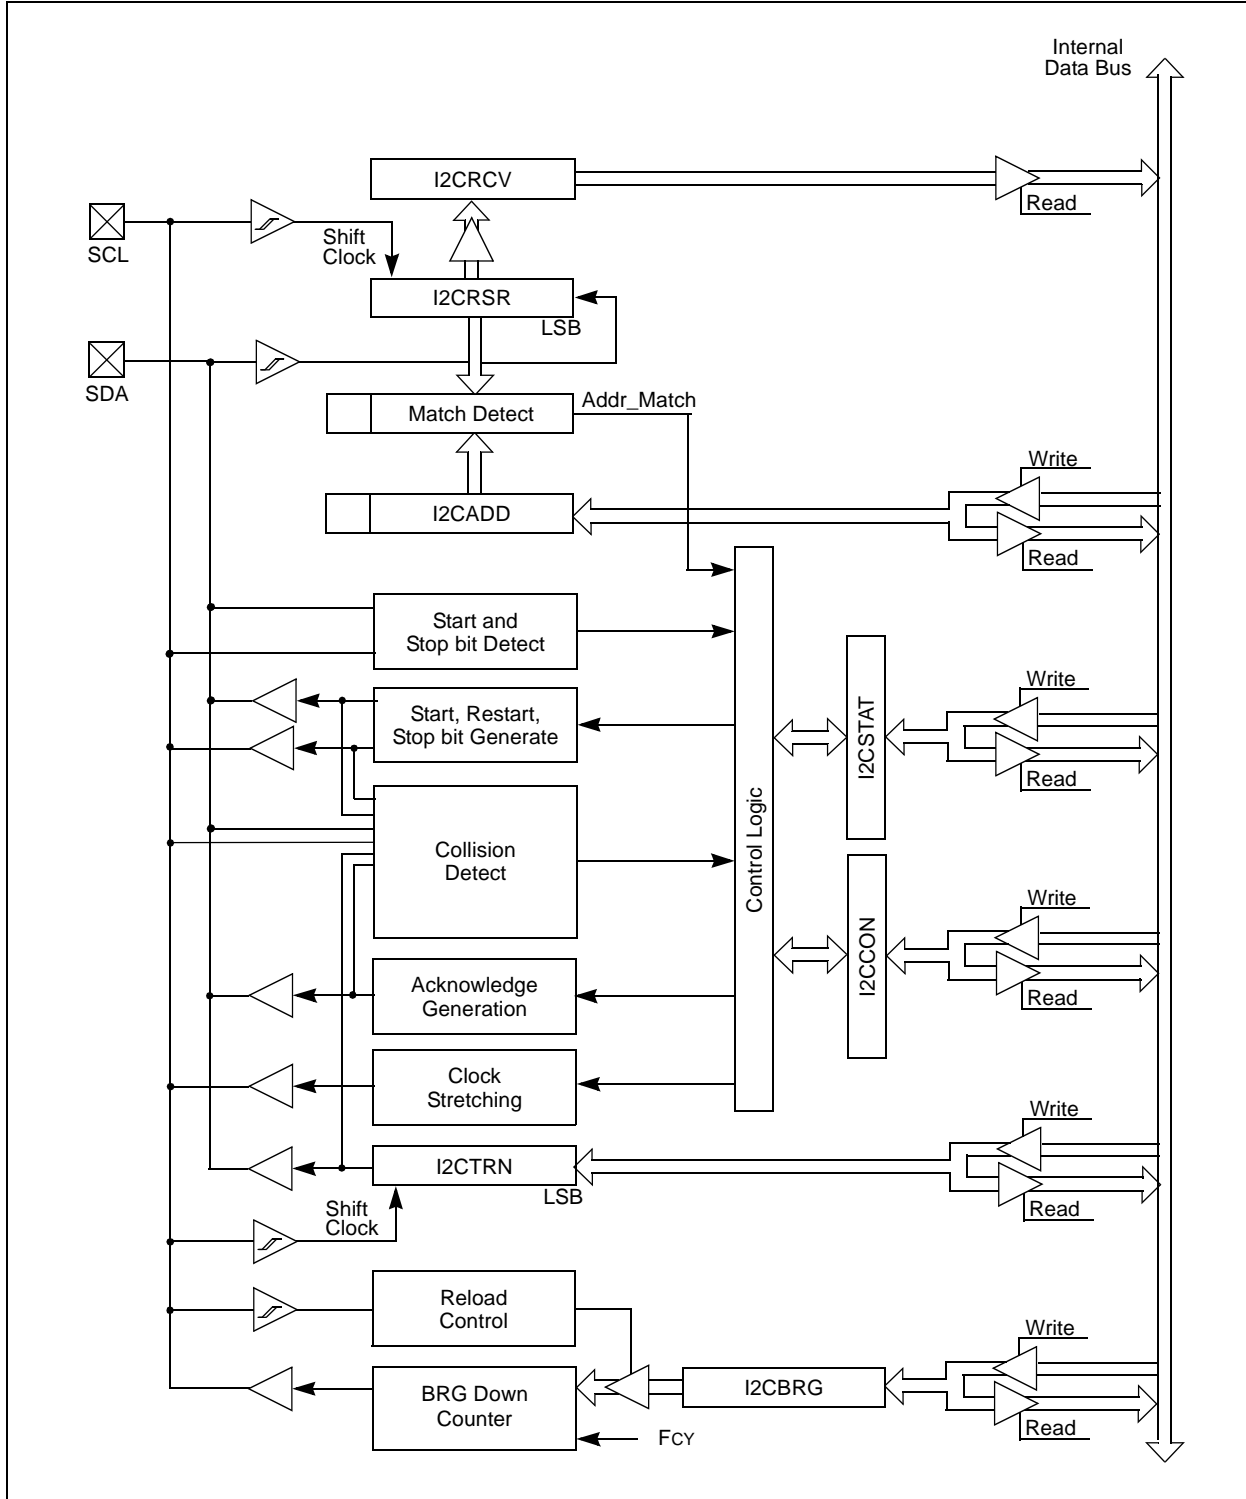 Internal
Data Bus
I2CRCV
Read
SCL
Shift
Clock
I2CRSR
LSB
SDA
Match Detect
Addr_Match
Write
I2CADD
Read
Start and
Stop bit Detect
Write
Start, Restart,
Stop bit Generate
I2CSTAT
Read
Control Logic
Collision
Detect
Write
I2CCON
Read
Acknowledge
Generation
Clock
Stretching
Write
I2CTRN
LSB
Read
Shift
Clock
Reload
Control
Write
I2CBRG
BRG Down
Counter
Read
FCY